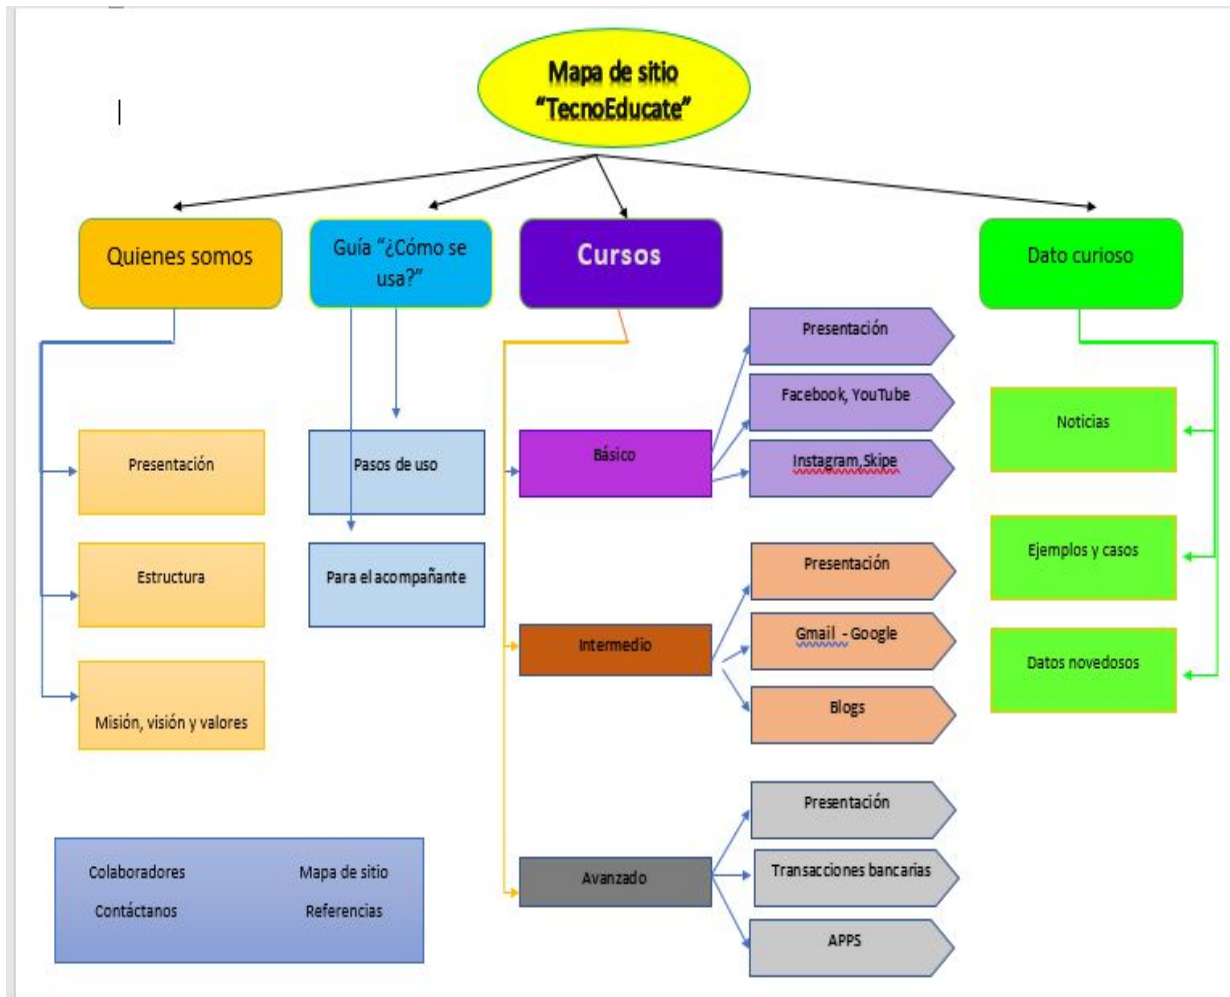 Mapa de sitio
“TecnoEducate”
Quienes somos
Guía “¿Cómo se
usa?”
Cursos
Dato curioso
Presentación
Estructura
Misión, visión y valores
Pasos de uso
Para el acompañante
Básico
Presentación
Facebook, YouTube
Instagram,Skipe
Intermedio
Presentación
Gmail - Google
Blogs
Avanzado
Presentación
Transacciones bancarias
APPS
Noticias
Ejemplos y casos
Datos novedosos
Colaboradores
Mapa de sitio
Contáctanos
Referencias